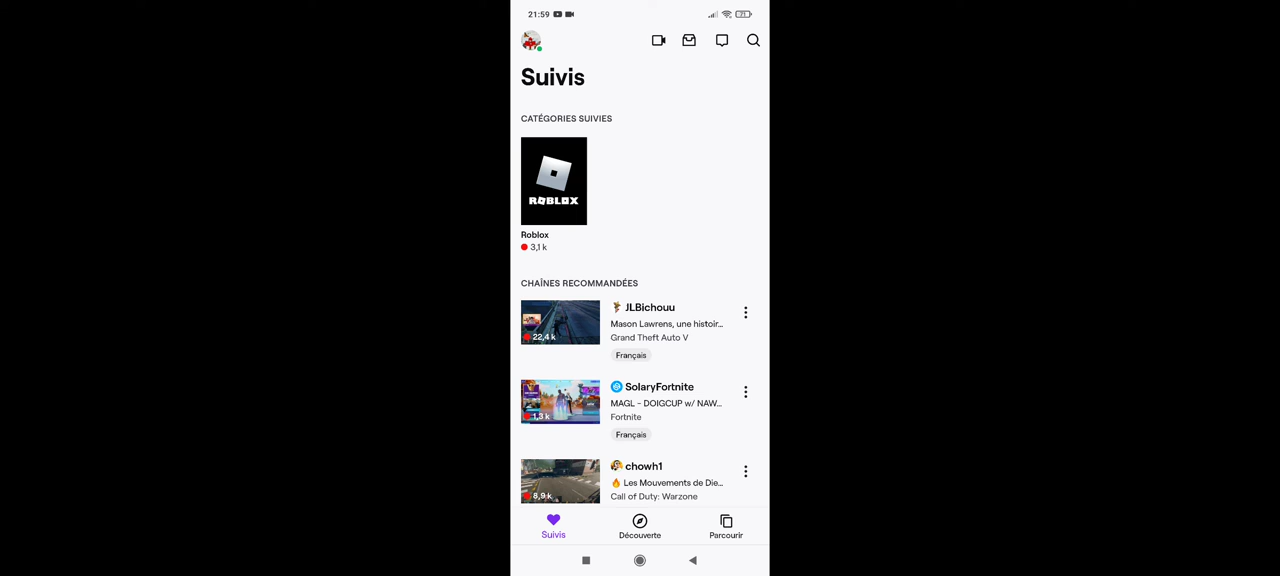 21:59
71
Suivis
CATÉGORIES SUIVIES
ROBLOX
Roblox
3,1 k
CHAÎNES RECOMMANDÉES
JLBichouu
Mason Lawrens, une histoir...
22,4 k
Grand Theft Auto V
Français
SolaryFortnite
MAGL - DOIGCUP w/ NAW...
1,3 k
Fortnite
Français
chowh1
🔥 Les Mouvements de Die...
8,9 k
Call of Duty: Warzone
Suivis Découverte Parcourir